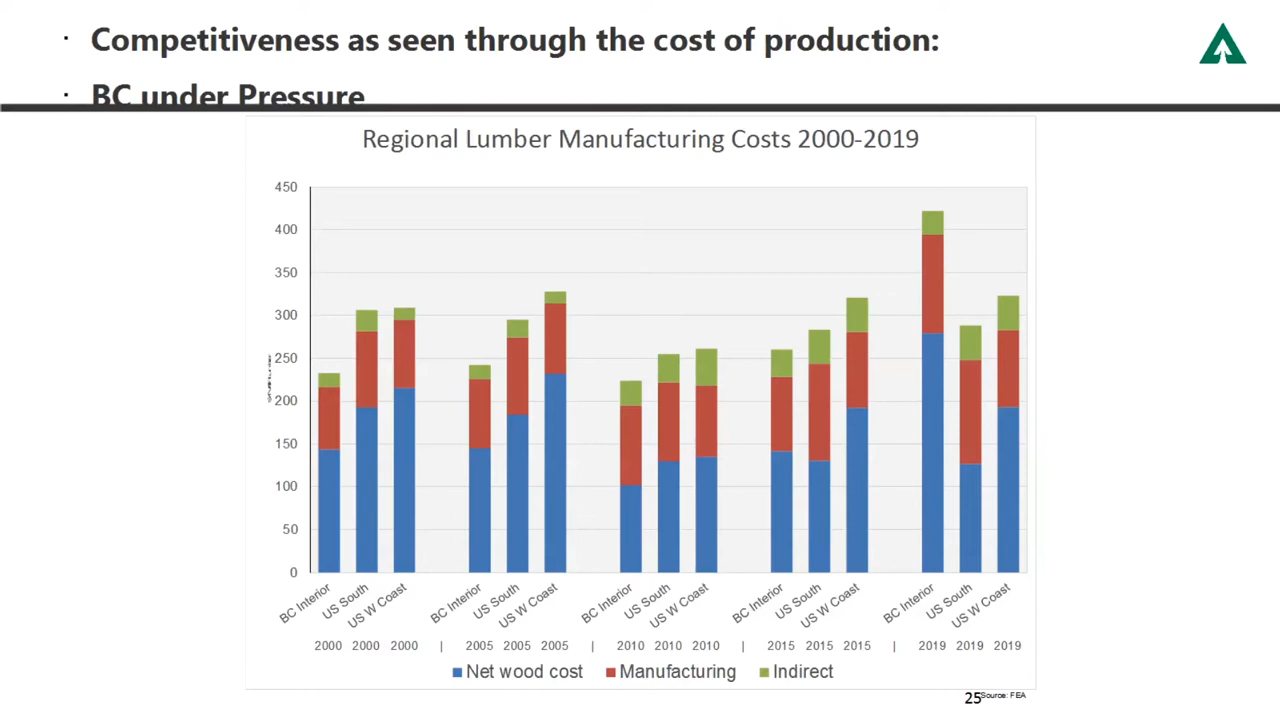 · Competitiveness as seen through the cost of production:
· BC under Pressure
Regional Lumber Manufacturing Costs 2000-2019
450
400
350
300
250
200
150
100
50
0
BC Interior US South US W Coast BC Interior US South US W Coast BC Interior US South US W Coast BC Interior US South US W Coast BC Interior US South US W Coast
2000 2000 2000 | 2005 2005 2005 | 2010 2010 2010 | 2015 2015 2015 | 2019 2019 2019
Net wood cost Manufacturing Indirect
25 Source: FEA